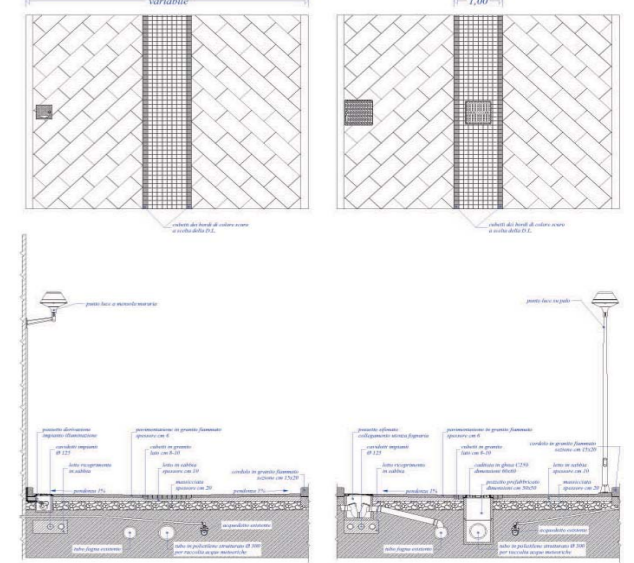 variabile
1,00
cubetti dei bordi di colore scuro
a scelta della D.L.
cubetti dei bordi di colore scuro
a scelta della D.L.
punto luce a mensola murario
punto luce su palo
pozzetto derivazione
impianto illuminazione
cavidotti impianti
Ø 125
letto ricoprimento
in sabbia
pendenza 1%
pavimentazione in granito fiammato
spessore cm 8
cubetti in granito
lato cm 8-10
letto in sabbia
spessore cm 10
massicciata
spessore cm 20
cordolo in granito fiammato
sezione cm 15x20
pendenza 1%
acquedotto esistente
tubo fogna esistente
tubo in polietilene strutturato Ø 300
per raccolta acque meteoriche
pozzetto sifonato
collegamento utenza fognaria
cavidotti impianti
Ø 125
letto ricoprimento
in sabbia
pendenza 1%
pavimentazione in granito fiammato
spessore cm 8
cubetti in granito
lato cm 8-10
caditoia in ghisa C250
dimensione 60x60
pozzetto prefabbricato
dimensioni cm 50x50
cordolo in granito fiammato
sezione cm 15x20
letto in sabbia
spessore cm 10
massicciata
spessore cm 20
acquedotto esistente
tubo fogna esistente
tubo in polietilene strutturato Ø 300
per raccolta acque meteoriche